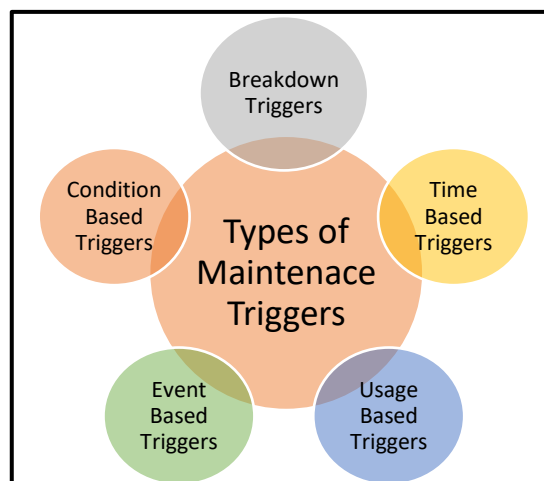 Breakdown
Triggers
Condition
Based
Triggers
Time
Based
Triggers
Types of
Maintenace
Triggers
Event
Based
Triggers
Usage
Based
Triggers